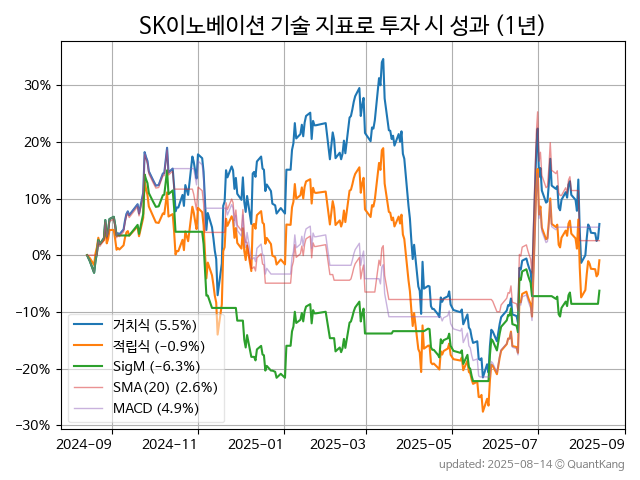 SK이노베이션 기술 지표로 투자 시 성과 (1년)
30%
20%
10%
0%
−10%
−20%
−30%
거치식 (5.5%)
적립식 (−0.9%)
SigM (−6.3%)
SMA(20) (2.6%)
MACD (4.9%)
2024-09 2024-11 2025-01 2025-03 2025-05 2025-07 2025-09
updated: 2025-08-14 © QuantKang